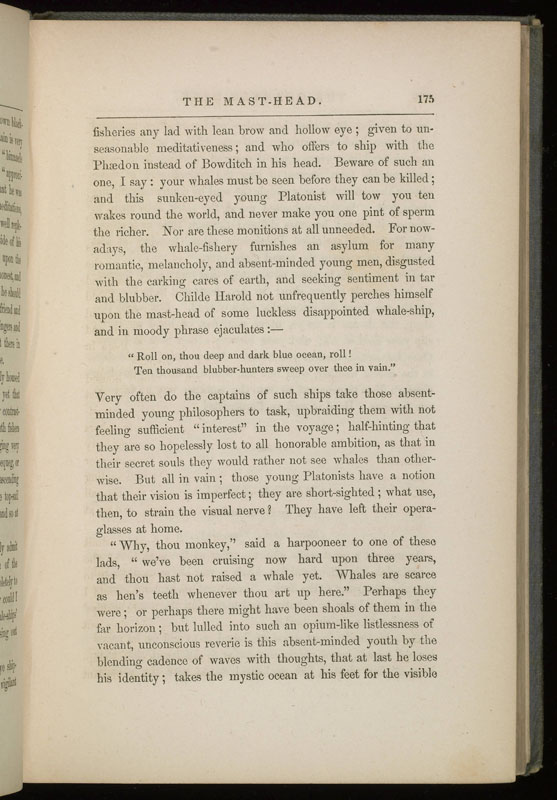 THE MAST-HEAD. 175
fisheries any lad with lean brow and hollow eye; given to un-
seasonable meditativeness; and who offers to ship with the
Phædon instead of Bowditch in his head. Beware of such an
one, I say: your whales must be seen before they can be killed;
and this sunken-eyed young Platonist will tow you ten
wakes round the world, and never make you one pint of sperm
the richer. Nor are these monitions at all unneeded. For now-
adays, the whale-fishery furnishes an asylum for many
romantic, melancholy, and absent-minded young men, disgusted
with the carking cares of earth, and seeking sentiment in tar
and blubber. Childe Harold not unfrequently perches himself
upon the mast-head of some luckless disappointed whale-ship,
and in moody phrase ejaculates:—
"Roll on, thou deep and dark blue ocean, roll!
Ten thousand blubber-hunters sweep over thee in vain."
Very often do the captains of such ships take those absent-
minded young philosophers to task, upbraiding them with not
feeling sufficient "interest" in the voyage; half-hinting that
they are so hopelessly lost to all honorable ambition, as that in
their secret souls they would rather not see whales than other-
wise. But all in vain; those young Platonists have a notion
that their vision is imperfect; they are short-sighted; what use,
then, to strain the visual nerve? They have left their opera-
glasses at home.
"Why, thou monkey," said a harpooneer to one of these
lads, "we've been cruising now hard upon three years,
and thou hast not raised a whale yet. Whales are scarce
as hen's teeth whenever thou art up here." Perhaps they
were; or perhaps there might have been shoals of them in the
far horizon; but lulled into such an opium-like listlessness of
vacant, unconscious reverie is this absent-minded youth by the
blending cadence of waves with thoughts, that at last he loses
his identity; takes the mystic ocean at his feet for the visible